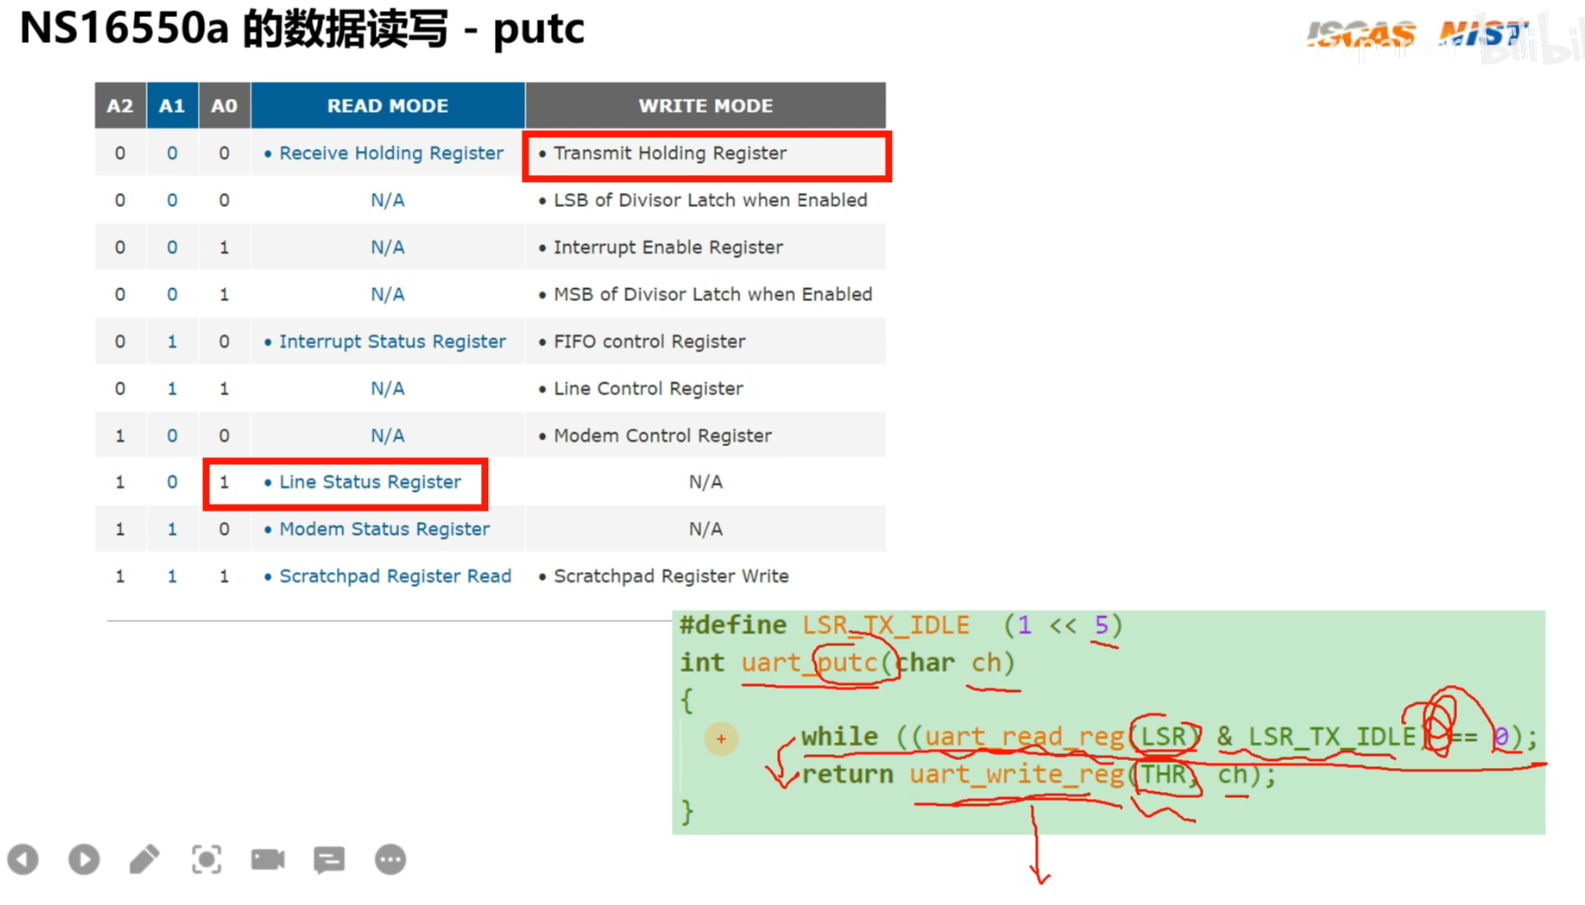 NS16550a 的数据读写 - putc
ISCAS NIST
A2 A1 A0 READ MODE WRITE MODE
0 0 0 • Receive Holding Register • Transmit Holding Register
0 0 0 N/A • LSB of Divisor Latch when Enabled
0 0 1 N/A • Interrupt Enable Register
0 0 1 N/A • MSB of Divisor Latch when Enabled
0 1 0 • Interrupt Status Register • FIFO control Register
0 1 1 N/A • Line Control Register
1 0 0 N/A • Modem Control Register
1 0 1 • Line Status Register N/A
1 1 0 • Modem Status Register N/A
1 1 1 • Scratchpad Register Read • Scratchpad Register Write
#define LSR_TX_IDLE (1 << 5)
int uart_putc(char ch)
{
while ((uart_read_reg(LSR) & LSR_TX_IDLE) == 0);
return uart_write_reg(THR, ch);
}